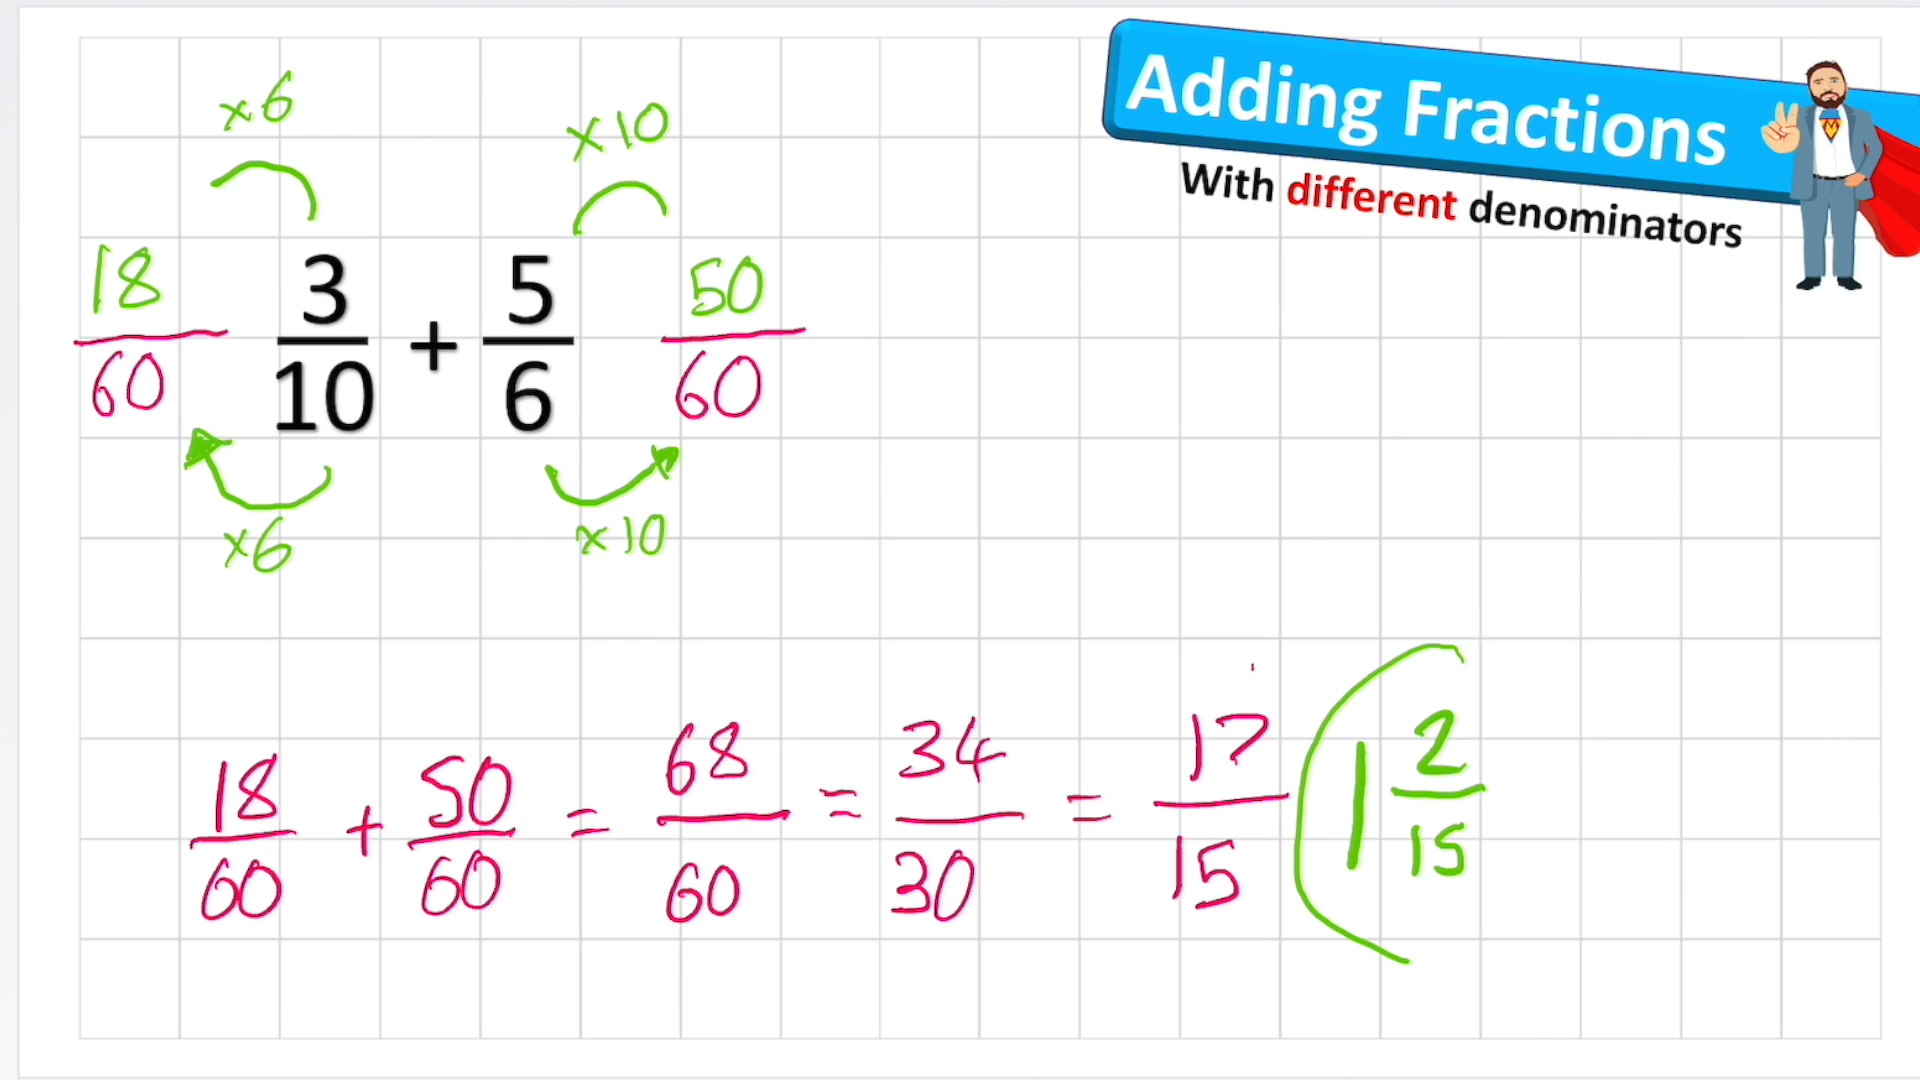 Adding Fractions
With different denominators
×6
×10
18/60 3/10 + 5/6 50/60
×6
×10
18/60 + 50/60 = 68/60 = 34/30 = 17/15 1 2/15